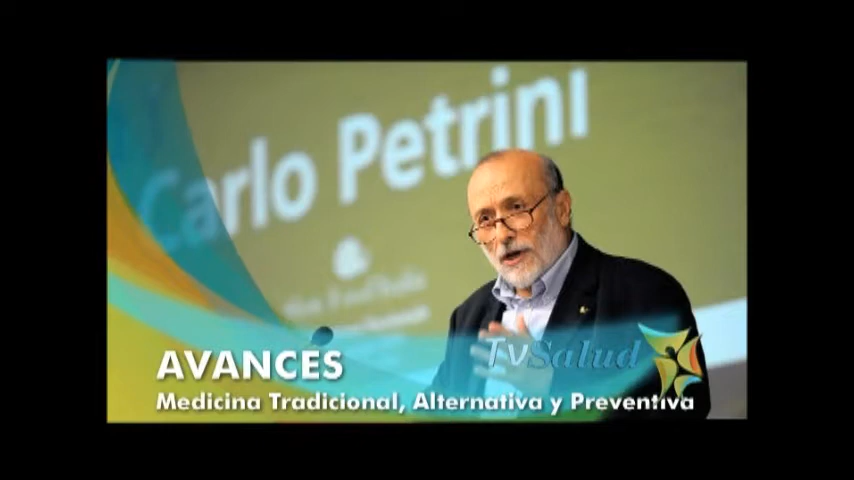 Carlo Petrini
TvSalud
AVANCES
Medicina Tradicional, Alternativa y Preventiva